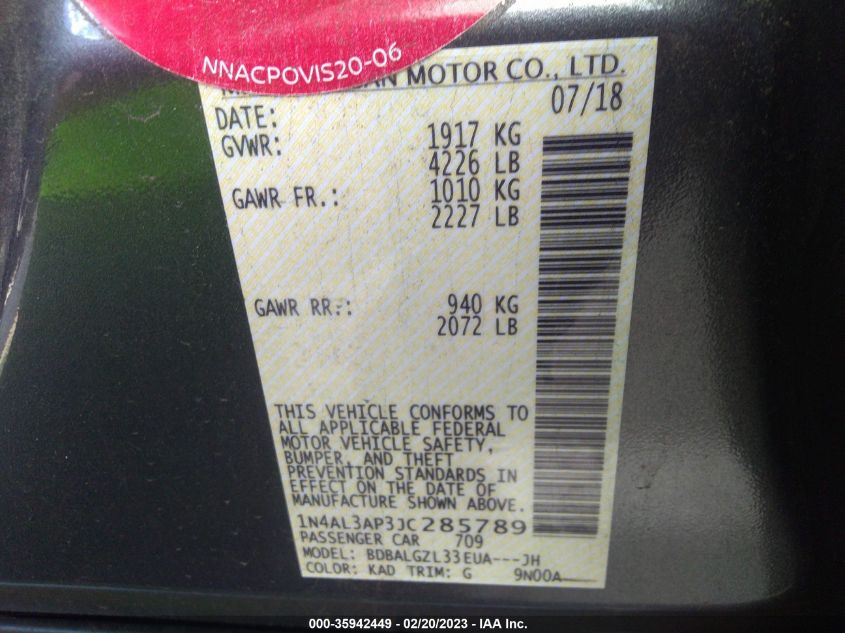 NNACPOVIS20-06
MOTOR CO., LTD.
DATE: 07/18
GVWR: 1917 KG
4226 LB
GAWR FR.: 1010 KG
2227 LB
GAWR RR.: 940 KG
2072 LB
THIS VEHICLE CONFORMS TO
ALL APPLICABLE FEDERAL
MOTOR VEHICLE SAFETY,
BUMPER, AND THEFT
PREVENTION STANDARDS IN
EFFECT ON THE DATE OF
MANUFACTURE SHOWN ABOVE.
1N4AL3AP3JC285789
PASSENGER CAR 709
MODEL: BDBALGZL33EUA---JH
COLOR: KAD TRIM: G 9N00A
000-35942449 - 02/20/2023 - IAA Inc.